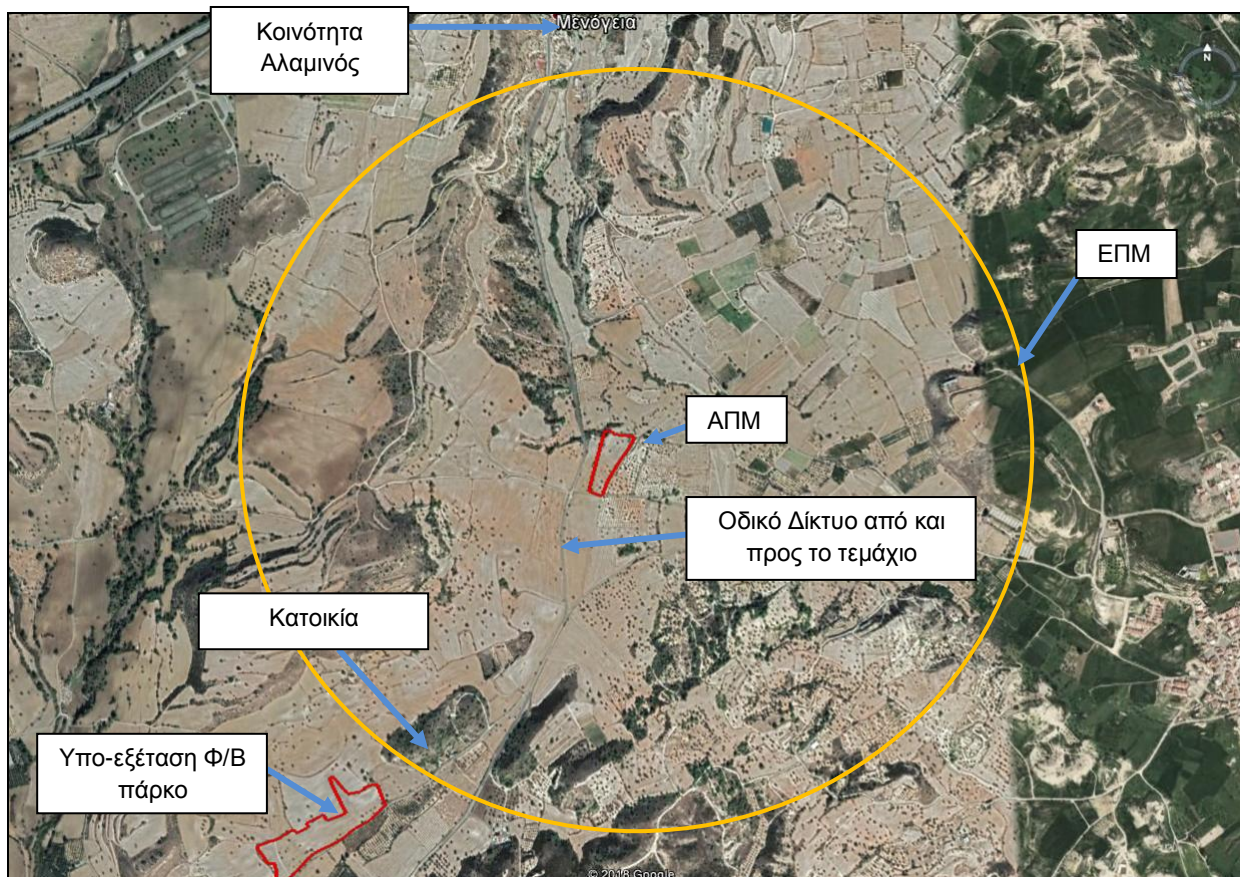 Μενόγεια
Κοινότητα
Αλαμινός
N
ΕΠΜ
ΑΠΜ
Οδικό Δίκτυο από και
προς το τεμάχιο
Κατοικία
Υπο-εξέταση Φ/Β
πάρκο
© 2018 Google